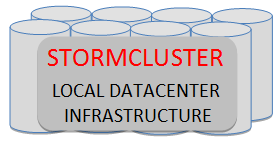 STORMCLUSTER
LOCAL DATACENTER
INFRASTRUCTURE